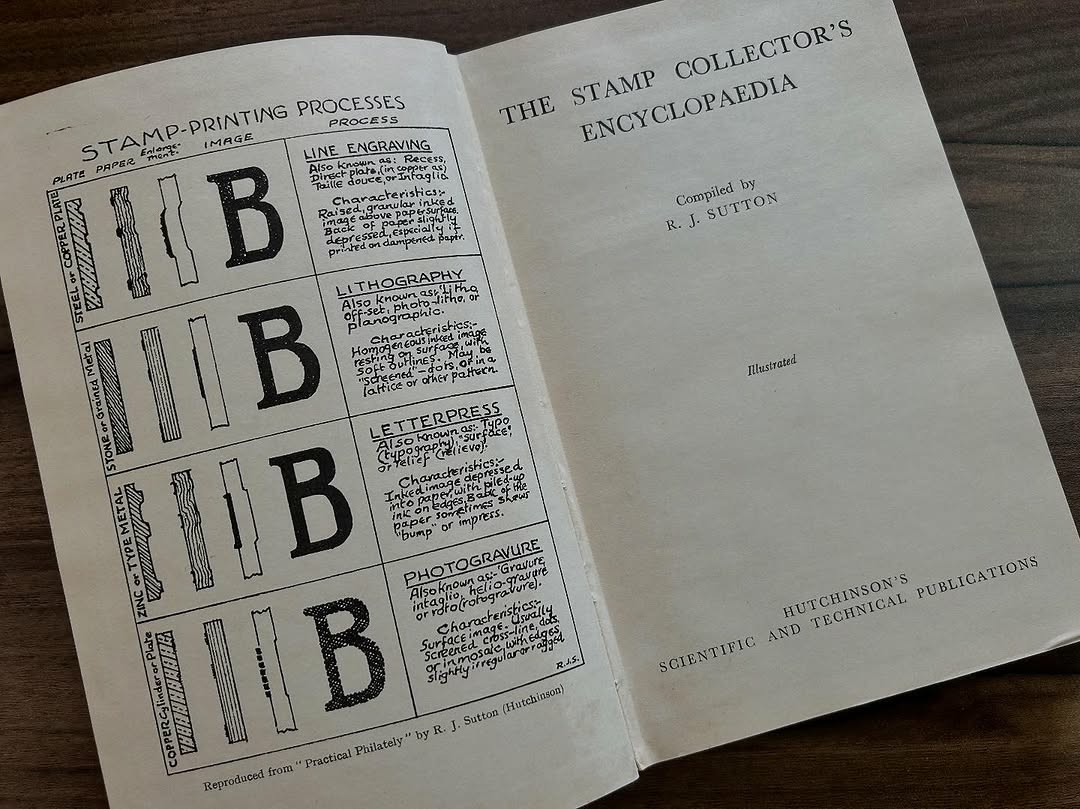 STAMP-PRINTING PROCESSES
PLATE PAPER Enlarge-ment. IMAGE PROCESS
STEEL or COPPER PLATE
B
LINE ENGRAVING
Also known as: Recess,
Direct plate, (in copper as)
Taille douce, or Intaglio
Characteristics:-
Raised, granular inked
image above paper surface.
Back of paper slightly
depressed, especially if
printed on dampened paper.
STONE or Grained Metal
B
LITHOGRAPHY
Also known as: Litho,
off-set, photo-litho, or
planographic.
Characteristics:-
Homogeneous inked image
resting on surface, with
soft outlines. May be
"screened"-dots, or in a
lattice or other pattern.
ZINC or TYPE METAL
B
LETTERPRESS
Also known as:- Typo
(typography), "surface",
or relief (relievo).
Characteristics:-
Inked image depressed
into paper, with piled-up
ink on edges. Back of the
paper sometimes shews
"bump" or impress.
COPPER Cylinder or Plate
B
PHOTOGRAVURE
Also known as:- 'Gravure,
intaglio, helio-gravure
or roto (rotogravure).
Characteristics:-
Surface image. Usually
screened cross-line, dots,
or in mosaic, with edges
slightly irregular or ragged.
R.J.S.
Reproduced from "Practical Philately" by R. J. Sutton (Hutchinson)
THE STAMP COLLECTOR'S
ENCYCLOPAEDIA
Compiled by
R. J. SUTTON
Illustrated
HUTCHINSON'S
SCIENTIFIC AND TECHNICAL PUBLICATIONS